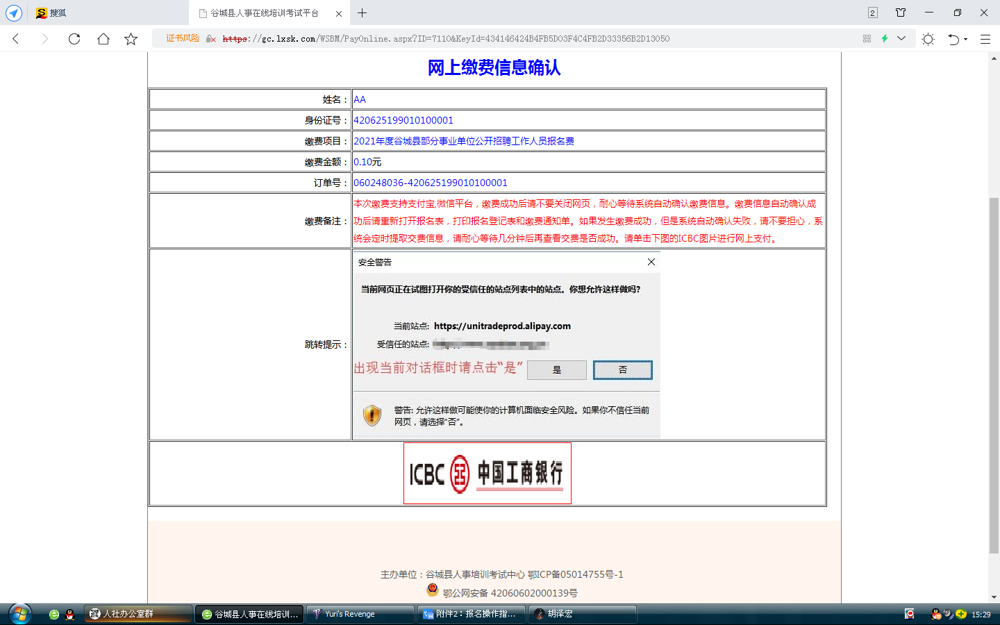 搜狐
谷城县人事在线培训考试平台
2
证书风险 https://gc.lxsk.com/WSBM/PayOnline.aspx?ID=7110&KeyId=434146424B4FB5D03F4C4FB2D33356B2D13050
网上缴费信息确认
姓名： AA
身份证号： 420625199010100001
缴费项目： 2021年度谷城县部分事业单位公开招聘工作人员报名费
缴费金额： 0.10元
订单号： 060248036-420625199010100001
缴费备注： 本次缴费支持支付宝,微信平台，缴费成功后请不要关闭网页，耐心等待系统自动确认缴费信息。缴费信息自动确认成
功后请重新打开报名表，打印报名登记表和缴费通知单。如果发生缴费成功，但是系统自动确认失败，请不要担心，系
统会定时提取交费信息，请耐心等待几分钟后再查看交费是否成功。请单击下图的ICBC图片进行网上支付。
跳转提示：
安全警告
当前网页正在试图打开你的受信任的站点列表中的站点。你想允许这样做吗?
当前站点: https://unitradeprod.alipay.com
受信任的站点:
出现当前对话框时请点击“是” 是 否
警告: 允许这样做可能使你的计算机面临安全风险。如果你不信任当前
网页，请选择“否”。
ICBC 中国工商银行
主办单位：谷城县人事培训考试中心 鄂ICP备05014755号-1
鄂公网安备 42060602000139号
人社办公室群
谷城县人事在线培训...
Yuri's Revenge
附件2：报名操作指...
胡泽宏
15:29